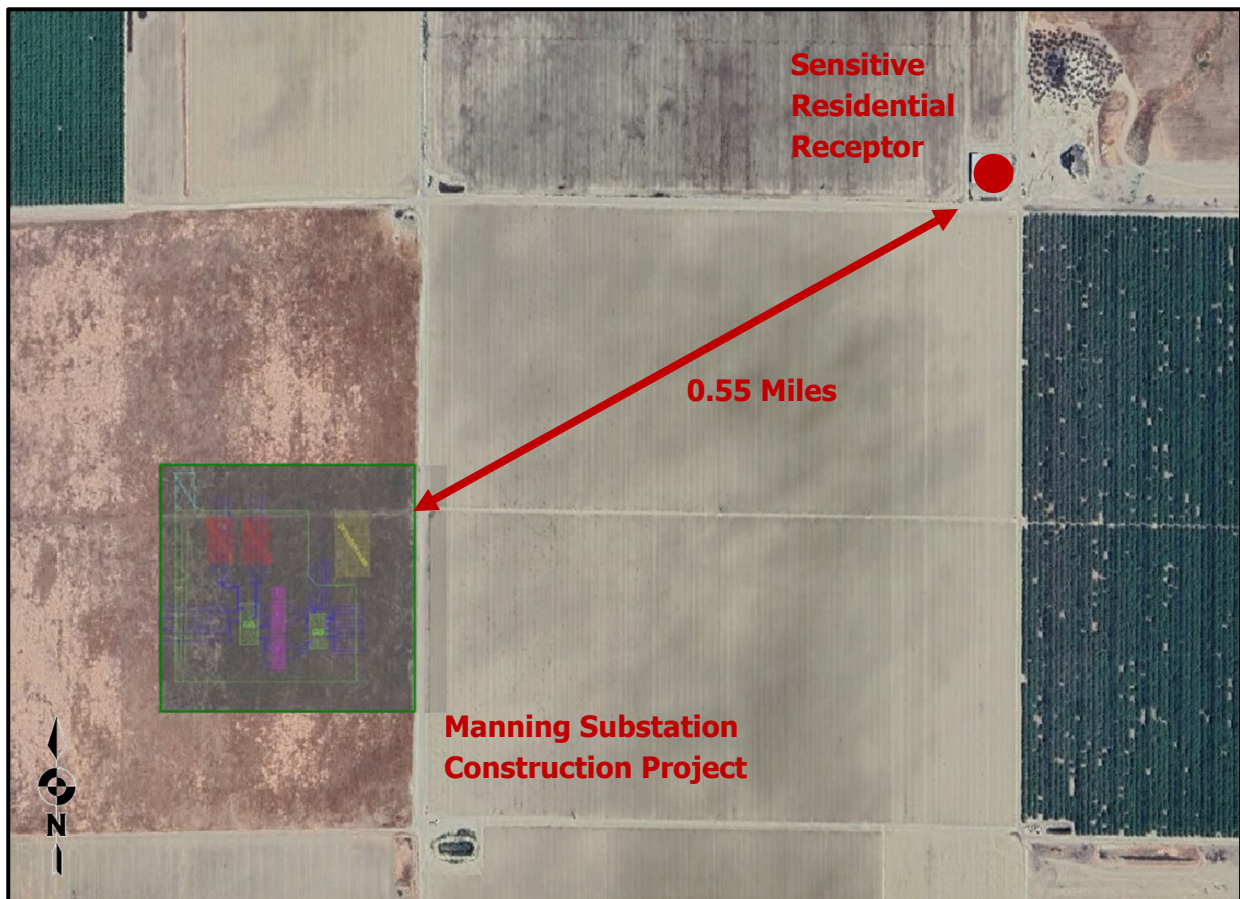 Sensitive
Residential
Receptor
0.55 Miles
Manning Substation
Construction Project
N